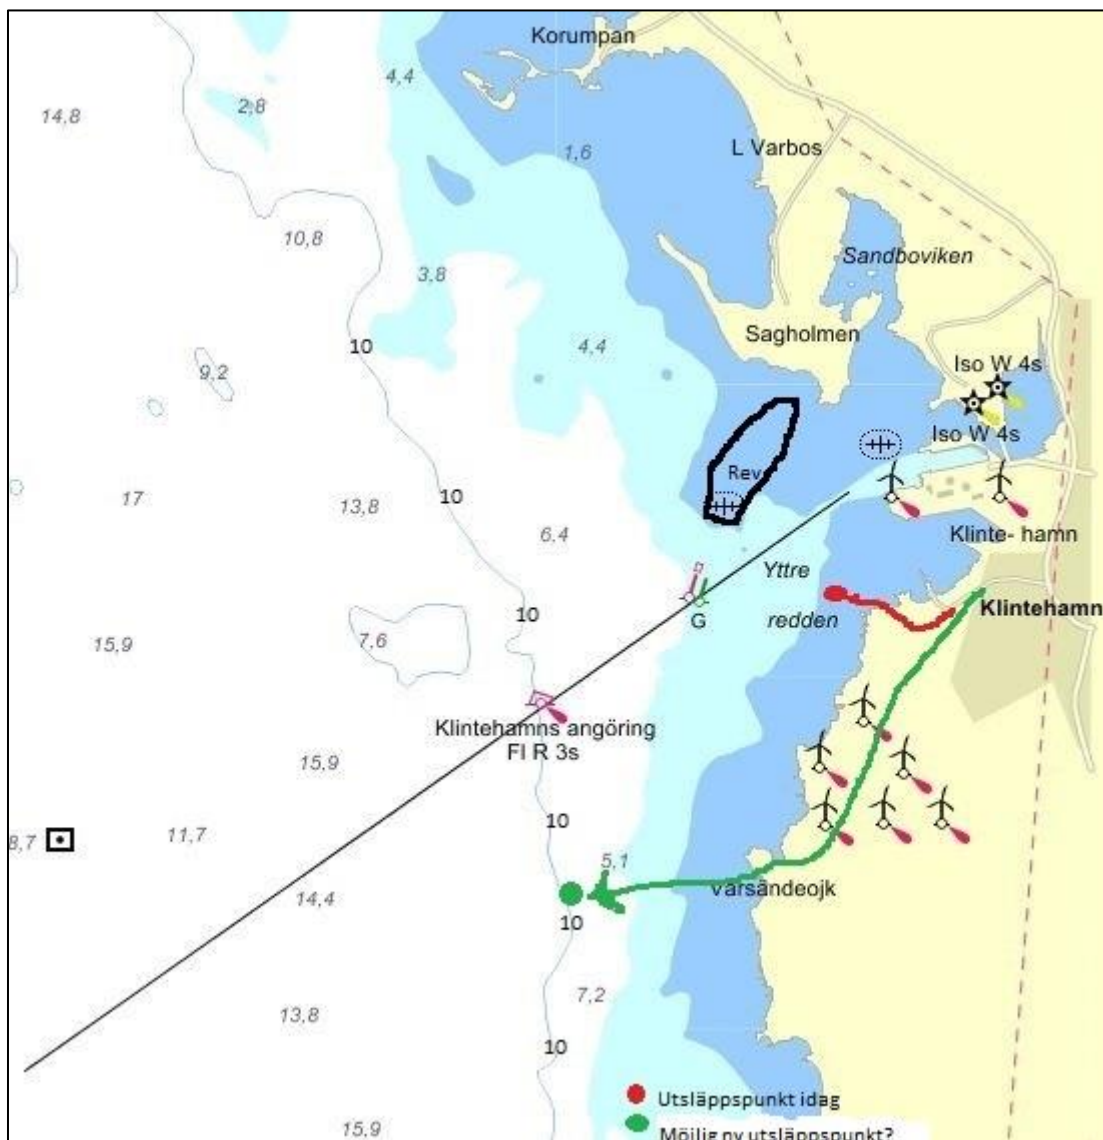 Korumpan
4,4
2,8
14,8
L Varbos
1,6
10,8
Sandboviken
3,8
Sagholmen
10
4,4
Iso W 4s
9,2
Iso W 4s
Rev
17
10
13,8
6,4
Klinte- hamn
Yttre
10
G
redden
Klintehamn
15,9
7,6
Klintehamns angöring
Fl R 3s
15,9
10
11,7
8,7
5,1
14,4
Varsändeojk
10
7,2
13,8
10
Utsläppspunkt idag
15,9
Möjlig ny utsläppspunkt?